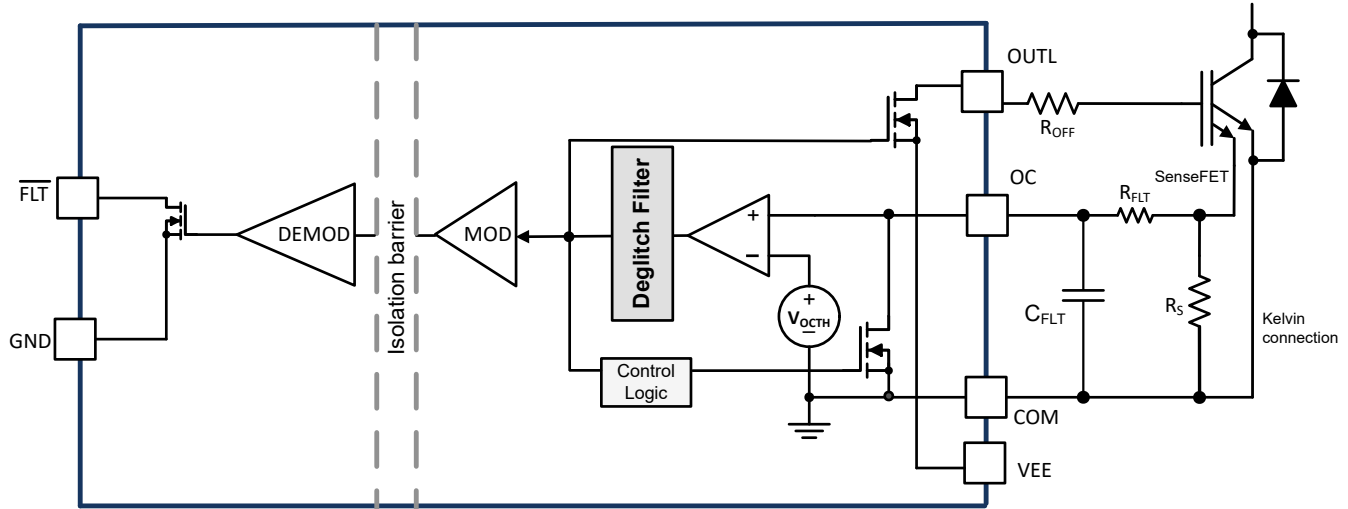 OUTL
R_OFF
SenseFET
OC
R_FLT
FLT
DEMOD
Isolation barrier
MOD
Deglitch Filter
+
−
+
V_OCTH
−
C_FLT
R_S
Kelvin
connection
GND
Control
Logic
COM
VEE